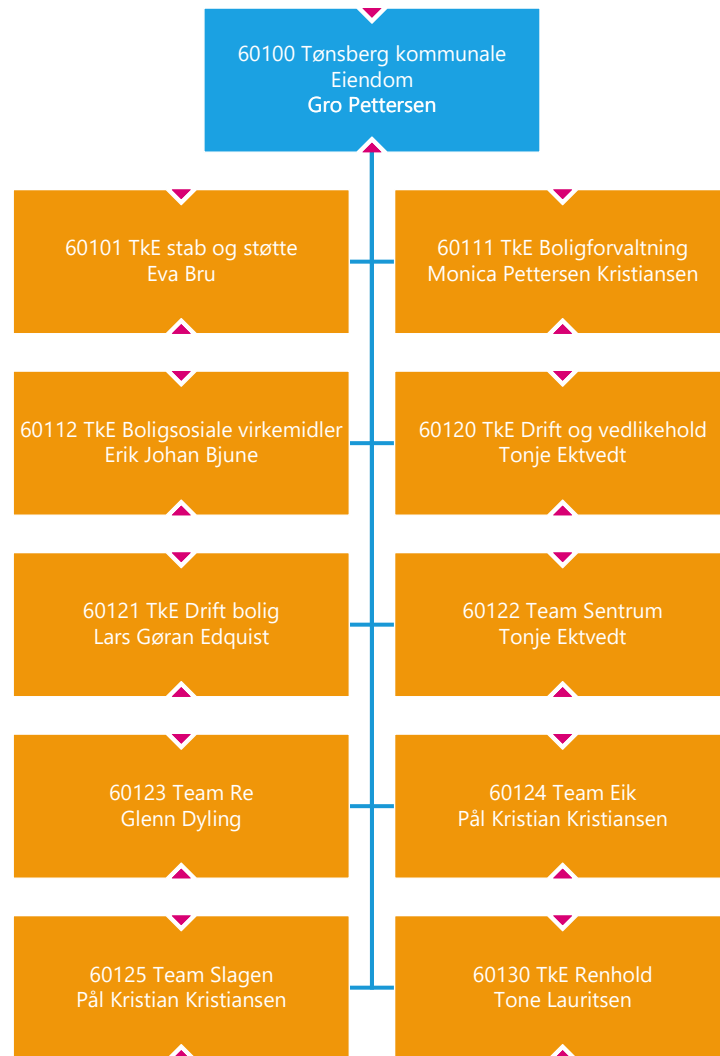 60100 Tønsberg kommunale
Eiendom
Gro Pettersen
60101 TkE stab og støtte
Eva Bru
60111 TkE Boligforvaltning
Monica Pettersen Kristiansen
60112 TkE Boligsosiale virkemidler
Erik Johan Bjune
60120 TkE Drift og vedlikehold
Tonje Ektvedt
60121 TkE Drift bolig
Lars Gøran Edquist
60122 Team Sentrum
Tonje Ektvedt
60123 Team Re
Glenn Dyling
60124 Team Eik
Pål Kristian Kristiansen
60125 Team Slagen
Pål Kristian Kristiansen
60130 TkE Renhold
Tone Lauritsen